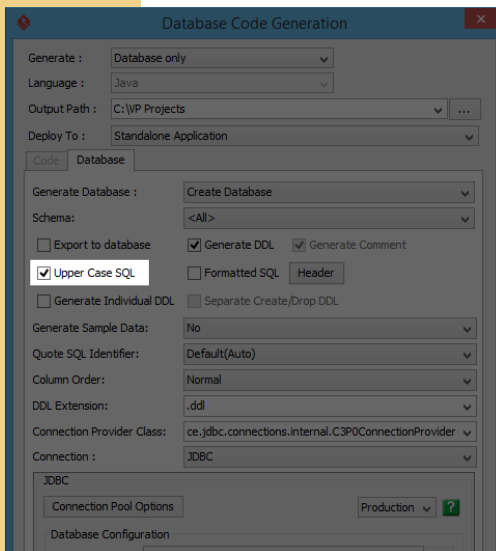 Database Code Generation
Generate : Database only
Language : Java
Output Path : C:\VP Projects ...
Deploy To : Standalone Application
Code Database
Generate Database : Create Database
Schema: <All>
Export to database Generate DDL Generate Comment
Upper Case SQL Formatted SQL Header
Generate Individual DDL Separate Create/Drop DDL
Generate Sample Data: No
Quote SQL Identifier: Default(Auto)
Column Order: Normal
DDL Extension: .ddl
Connection Provider Class: ce.jdbc.connections.internal.C3P0ConnectionProvider
Connection : JDBC
JDBC
Connection Pool Options Production ?
Database Configuration